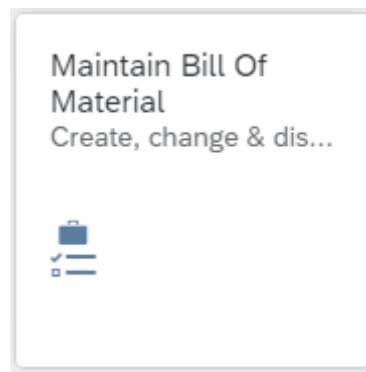 Maintain Bill Of
Material
Create, change & dis...